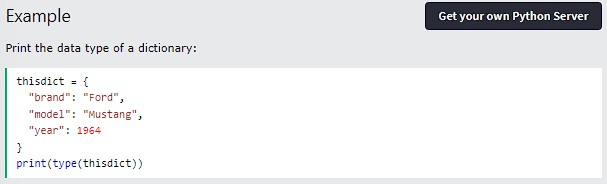 Example
Get your own Python Server
Print the data type of a dictionary:
thisdict = {
  "brand": "Ford",
  "model": "Mustang",
  "year": 1964
}
print(type(thisdict))